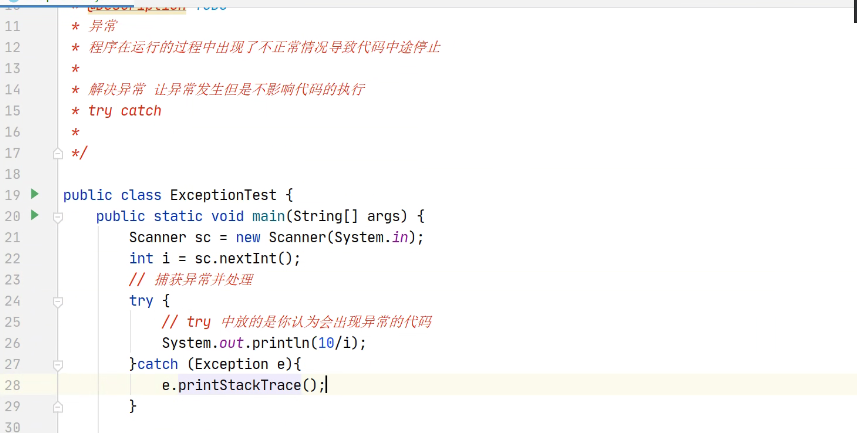 * @Description TODO
11 * 异常
12 * 程序在运行的过程中出现了不正常情况导致代码中途停止
13 *
14 * 解决异常 让异常发生但是不影响代码的执行
15 * try catch
16 *
17 */
18
19 public class ExceptionTest {
20 public static void main(String[] args) {
21 Scanner sc = new Scanner(System.in);
22 int i = sc.nextInt();
23 // 捕获异常并处理
24 try {
25 // try 中放的是你认为会出现异常的代码
26 System.out.println(10/i);
27 }catch (Exception e){
28 e.printStackTrace();
29 }
30